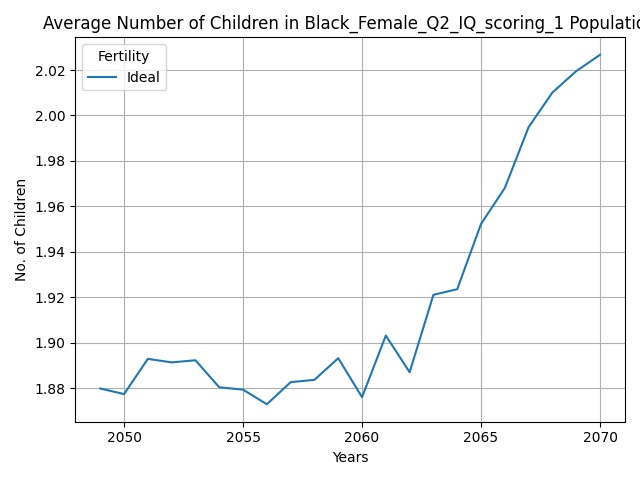 Average Number of Children in Black_Female_Q2_IQ_scoring_1 Populatio
Fertility
Ideal
No. of Children
2.02
2.00
1.98
1.96
1.94
1.92
1.90
1.88
2050 2055 2060 2065 2070
Years